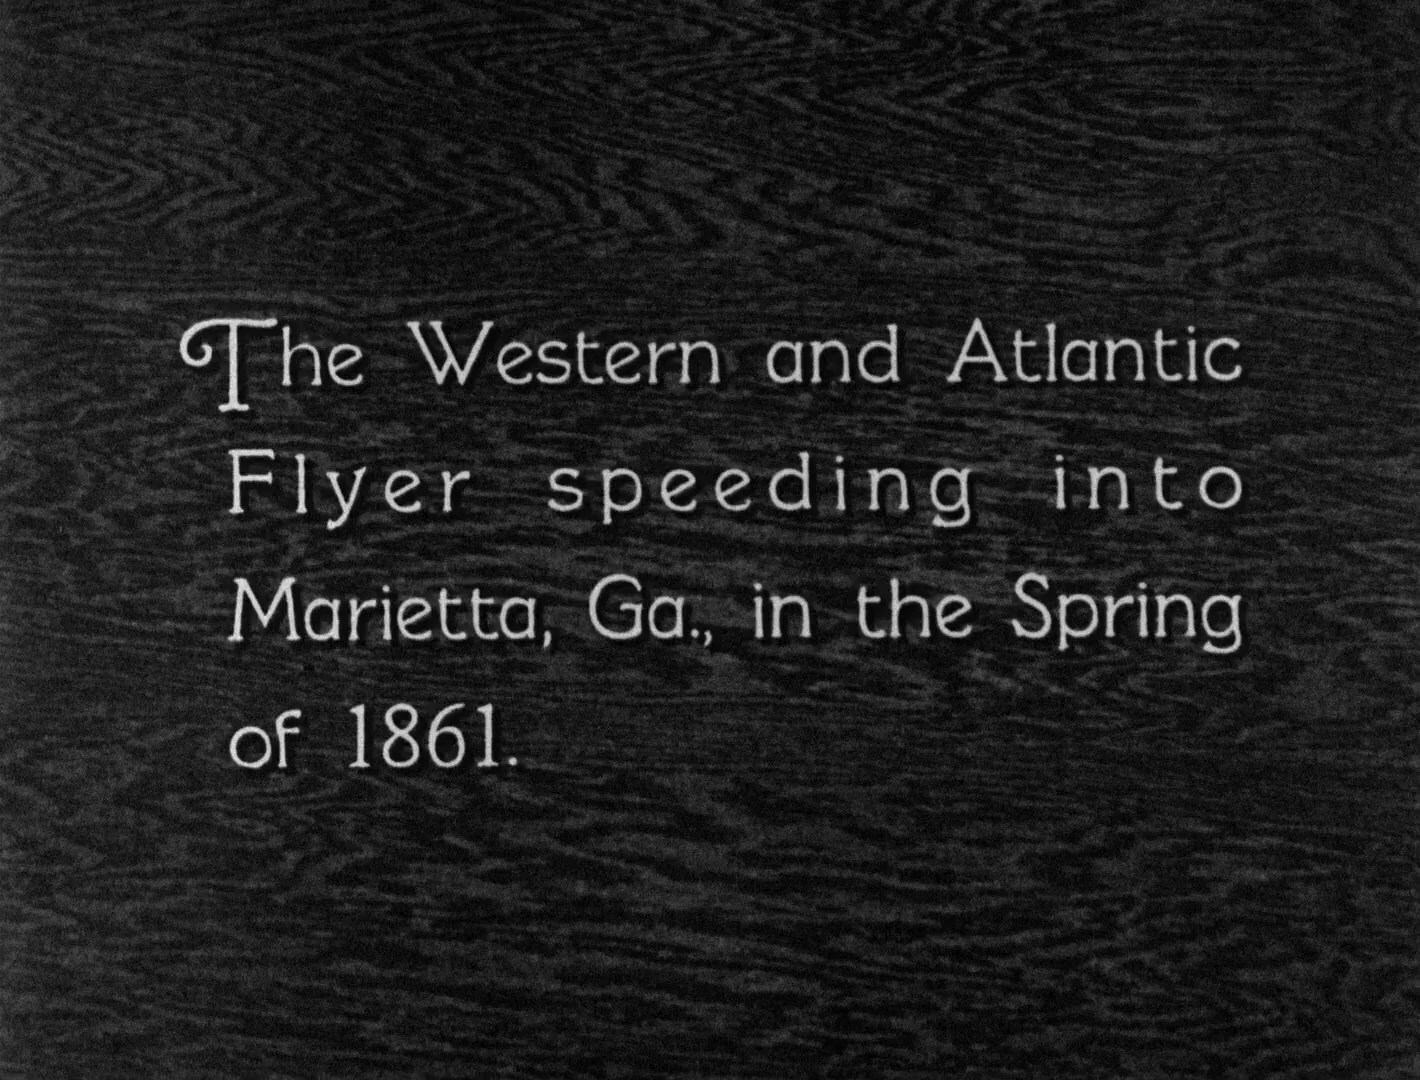 The Western and Atlantic
Flyer speeding into
Marietta, Ga., in the Spring
of 1861.